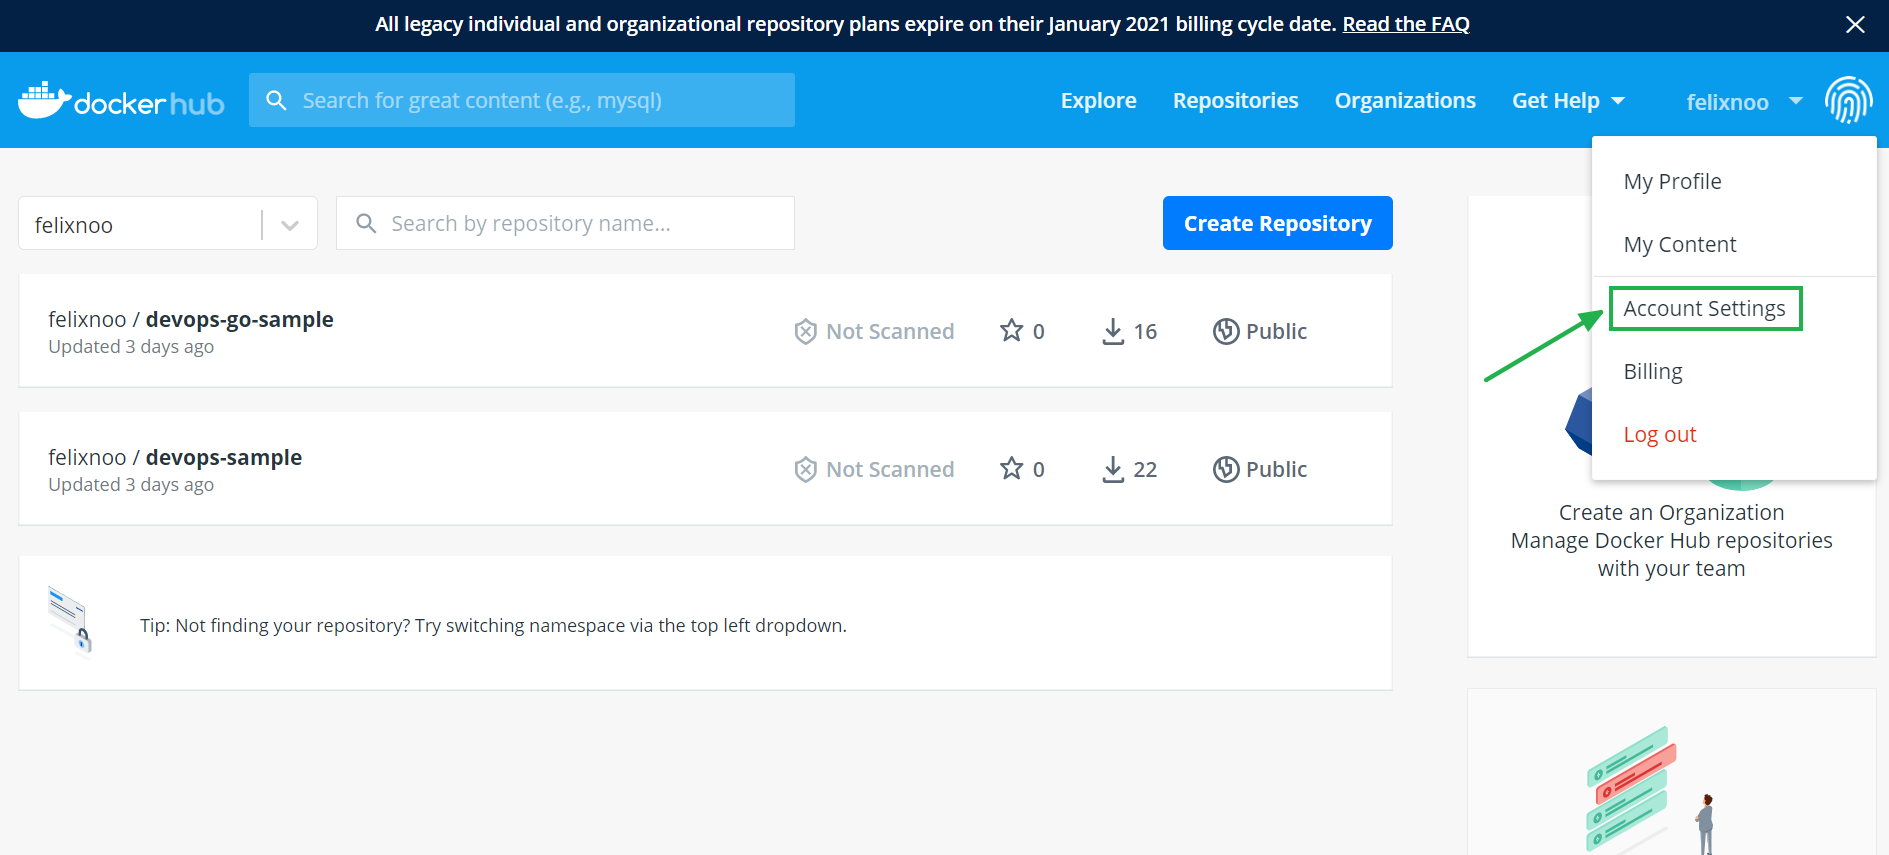 All legacy individual and organizational repository plans expire on their January 2021 billing cycle date. Read the FAQ
docker hub
Search for great content (e.g., mysql)
Explore
Repositories
Organizations
Get Help
felixnoo
My Profile
My Content
Account Settings
Billing
Log out
felixnoo
Search by repository name...
Create Repository
felixnoo / devops-go-sample
Updated 3 days ago
Not Scanned
0
16
Public
felixnoo / devops-sample
Updated 3 days ago
Not Scanned
0
22
Public
Tip: Not finding your repository? Try switching namespace via the top left dropdown.
Create an Organization
Manage Docker Hub repositories
with your team